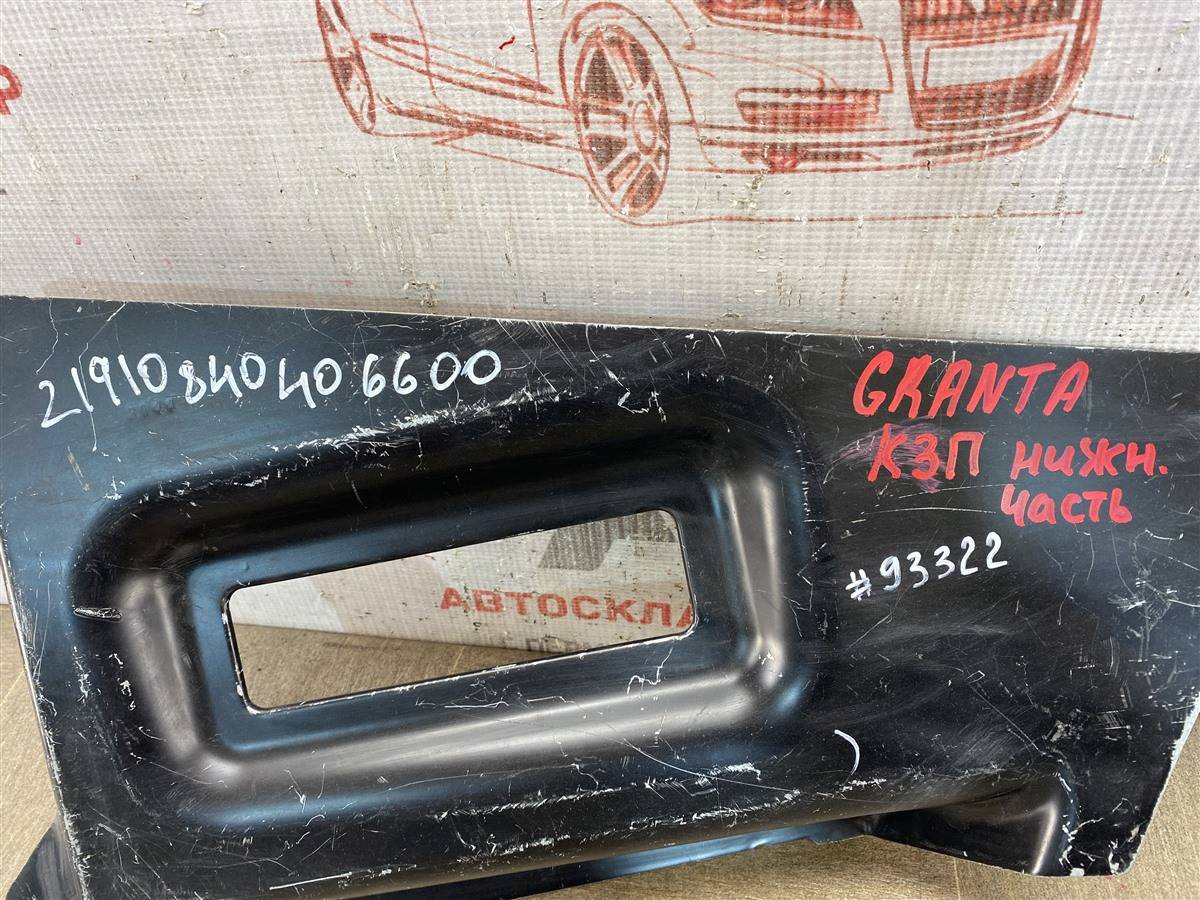 21910840406600
GRANTA
КЗП нижн.
часть
#93322
АВТОСКЛА